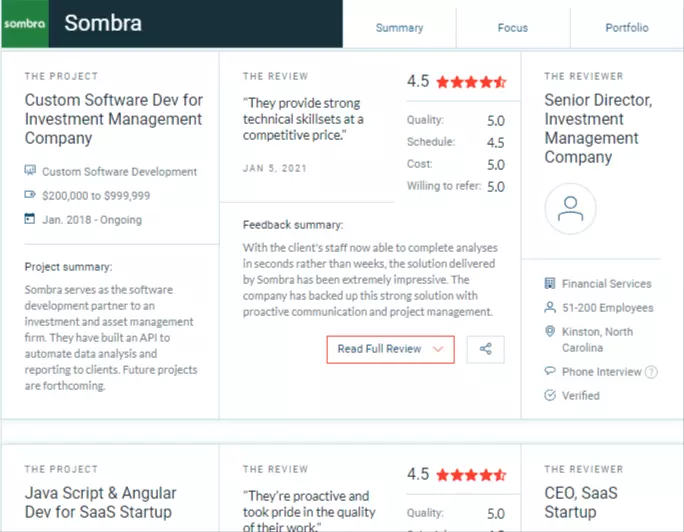 sombra
Sombra
Summary
Focus
Portfolio
THE PROJECT
Custom Software Dev for
Investment Management
Company
Custom Software Development
$200,000 to $999,999
Jan. 2018 - Ongoing
Project summary:
Sombra serves as the software
development partner to an
investment and asset management
firm. They have built an API to
automate data analysis and
reporting to clients. Future projects
are forthcoming.
THE REVIEW
"They provide strong
technical skillsets at a
competitive price."
JAN 5, 2021
4.5
Quality: 5.0
Schedule: 4.5
Cost: 5.0
Willing to refer: 5.0
Feedback summary:
With the client's staff now able to complete analyses
in seconds rather than weeks, the solution delivered
by Sombra has been extremely impressive. The
company has backed up this strong solution with
proactive communication and project management.
Read Full Review
THE REVIEWER
Senior Director,
Investment
Management
Company
Financial Services
51-200 Employees
Kinston, North
Carolina
Phone Interview ?
Verified
THE PROJECT
Java Script & Angular
Dev for SaaS Startup
THE REVIEW
"They're proactive and
took pride in the quality
of their work."
4.5
Quality: 5.0
THE REVIEWER
CEO, SaaS
Startup